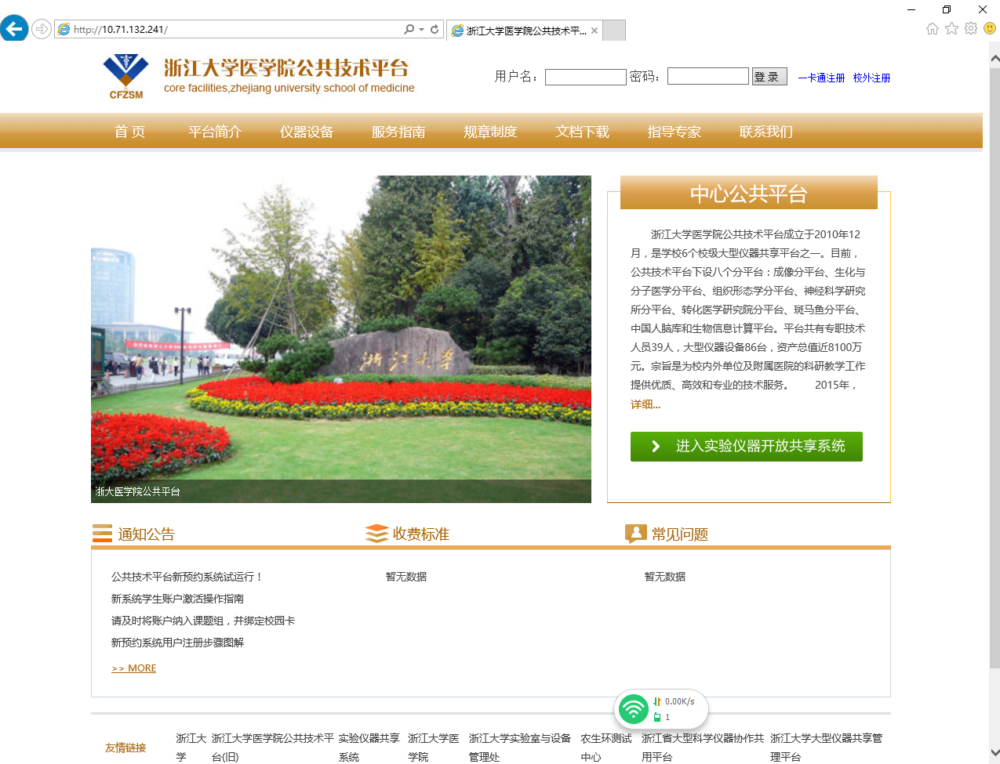 http://10.71.132.241/
浙江大学医学院公共技术平...
浙江大学医学院公共技术平台
core facilities,zhejiang university school of medicine
CFZSM
用户名： 密码： 登 录 一卡通注册 校外注册
首 页 平台简介 仪器设备 服务指南 规章制度 文档下载 指导专家 联系我们
浙江大学
浙大医学院公共平台
中心公共平台
浙江大学医学院公共技术平台成立于2010年12
月，是学校6个校级大型仪器共享平台之一。目前，
公共技术平台下设八个分平台：成像分平台、生化与
分子医学分平台、组织形态学分平台、神经科学研究
所分平台、转化医学研究院分平台、斑马鱼分平台、
中国人脑库和生物信息计算平台。平台共有专职技术
人员39人，大型仪器设备86台，资产总值近8100万
元。宗旨是为校内外单位及附属医院的科研教学工作
提供优质、高效和专业的技术服务。 2015年，
详细...
进入实验仪器开放共享系统
通知公告
公共技术平台新预约系统试运行！
新系统学生账户激活操作指南
请及时将账户纳入课题组，并绑定校园卡
新预约系统用户注册步骤图解
>> MORE
收费标准
暂无数据
常见问题
暂无数据
0.00K/s
1
友情链接
浙江大
学
浙江大学医学院公共技术平
台(旧)
实验仪器共享
系统
浙江大学医
学院
浙江大学实验室与设备
管理处
农生环测试
中心
浙江省大型科学仪器协作共
用平台
浙江大学大型仪器共享管
理平台